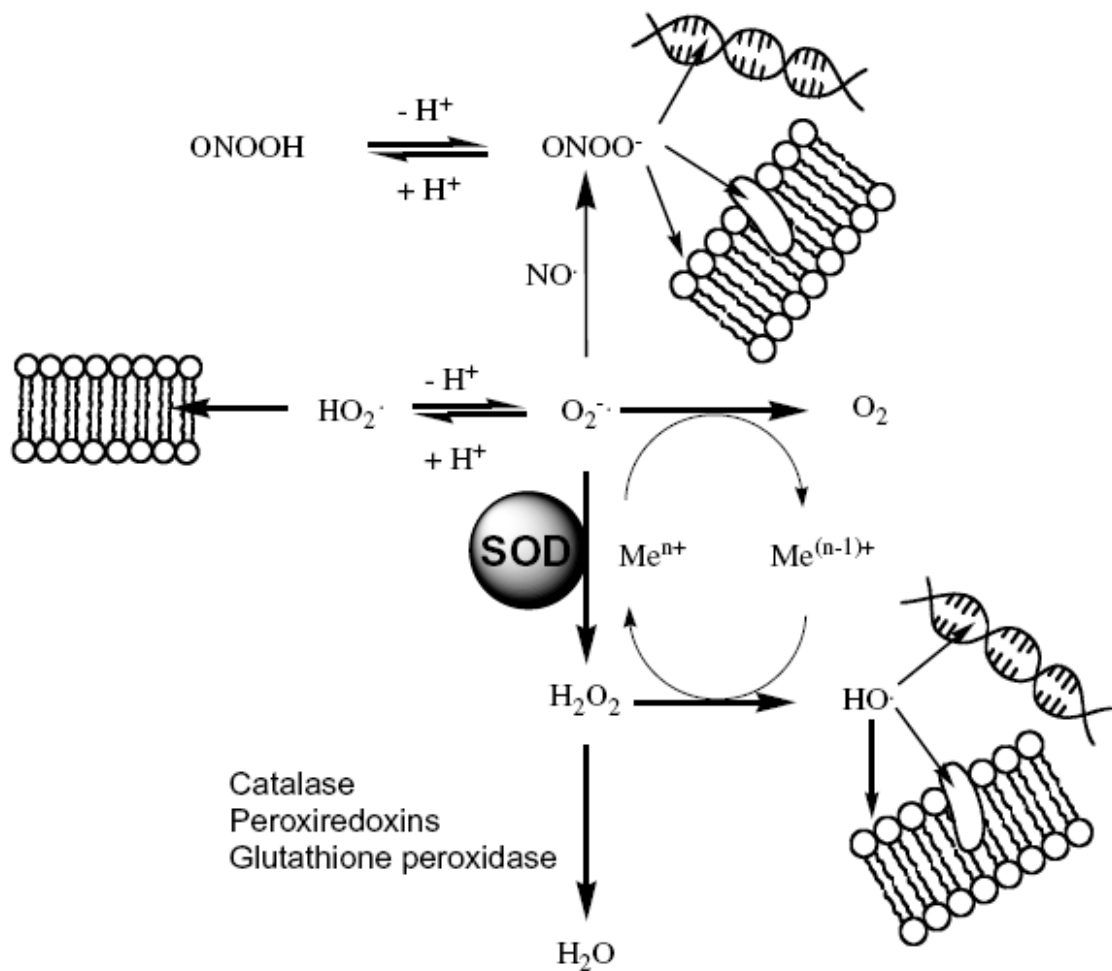 ONOOH
- H⁺
+ H⁺
ONOO⁻
NO·
HO₂·
- H⁺
+ H⁺
O₂⁻·
O₂
SOD
Meⁿ⁺
Me⁽ⁿ⁻¹⁾⁺
H₂O₂
HO·
Catalase
Peroxiredoxins
Glutathione peroxidase
H₂O